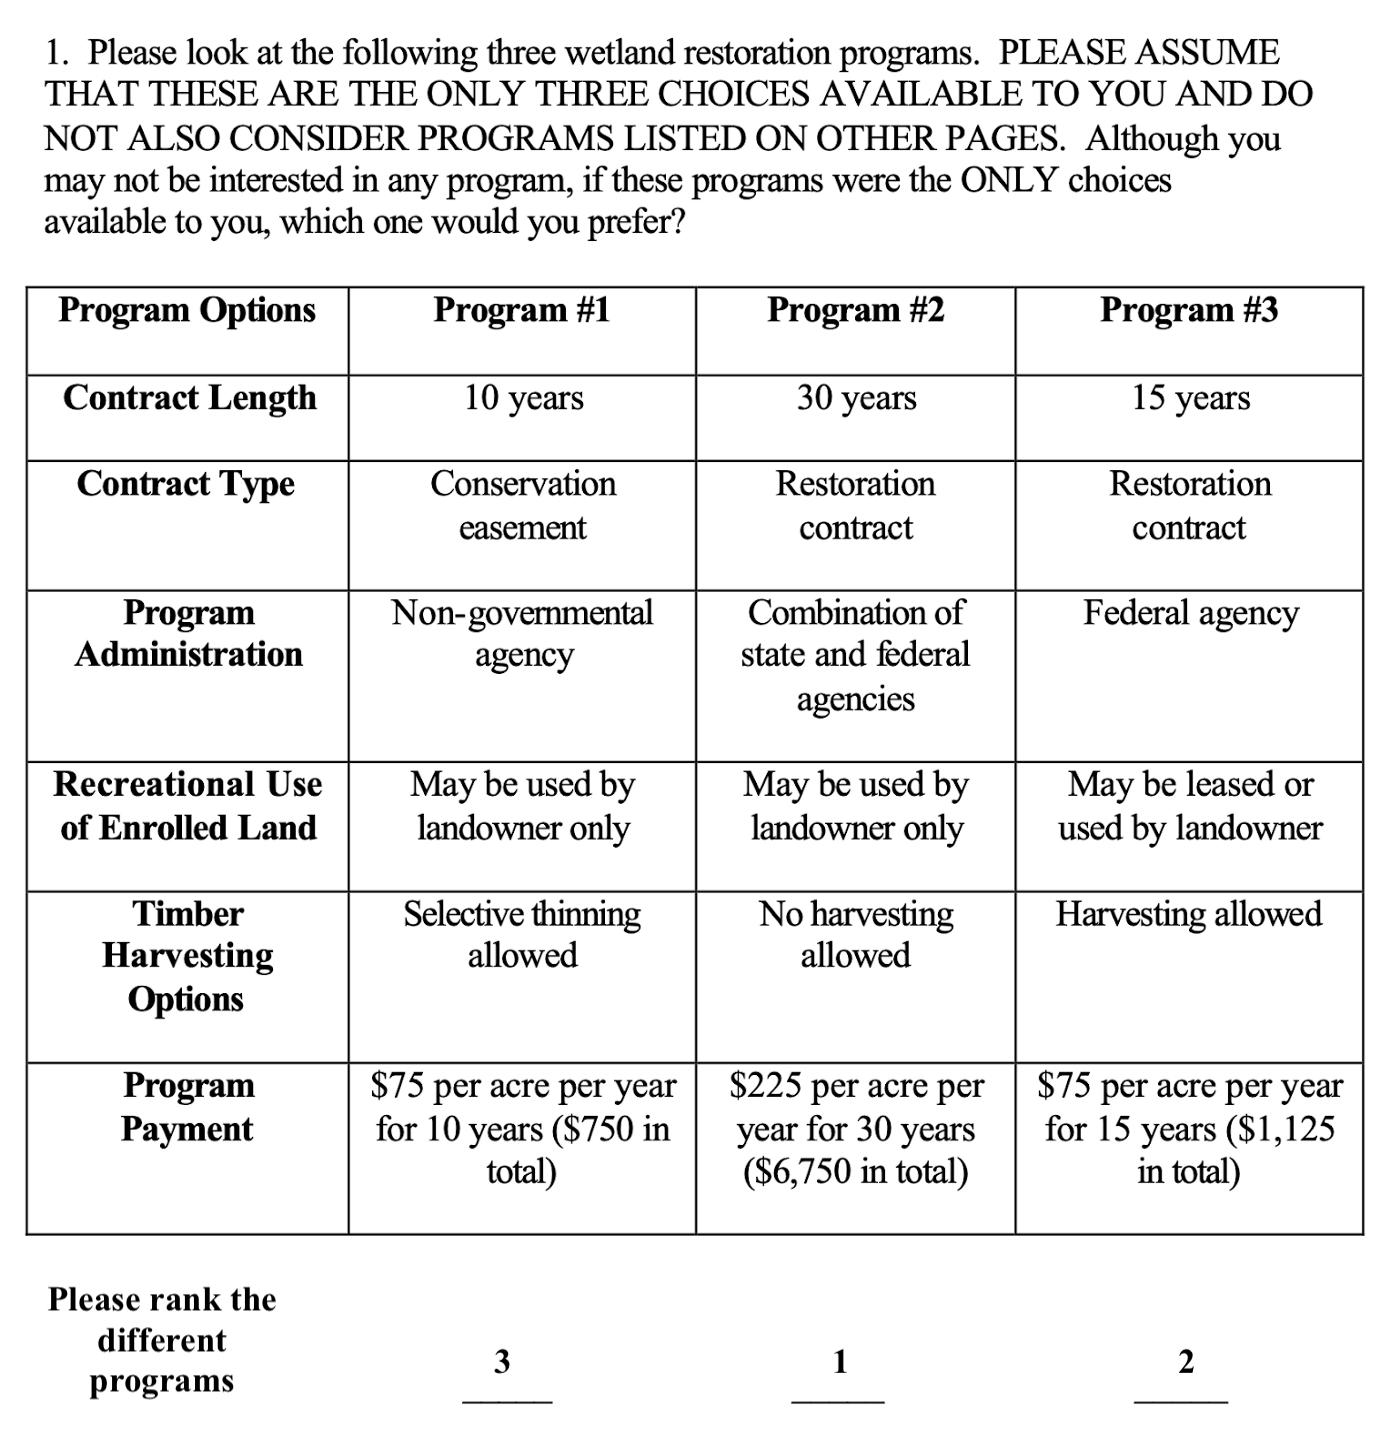 1. Please look at the following three wetland restoration programs. PLEASE ASSUME
THAT THESE ARE THE ONLY THREE CHOICES AVAILABLE TO YOU AND DO
NOT ALSO CONSIDER PROGRAMS LISTED ON OTHER PAGES. Although you
may not be interested in any program, if these programs were the ONLY choices
available to you, which one would you prefer?
Program Options Program #1 Program #2 Program #3
Contract Length 10 years 30 years 15 years
Contract Type Conservation Restoration Restoration
easement contract contract
Program Non-governmental Combination of Federal agency
Administration agency state and federal
agencies
Recreational Use May be used by May be used by May be leased or
of Enrolled Land landowner only landowner only used by landowner
Timber Selective thinning No harvesting Harvesting allowed
Harvesting allowed allowed
Options
Program $75 per acre per year $225 per acre per $75 per acre per year
Payment for 10 years ($750 in year for 30 years for 15 years ($1,125
total) ($6,750 in total) in total)
Please rank the
different
programs 3 1 2